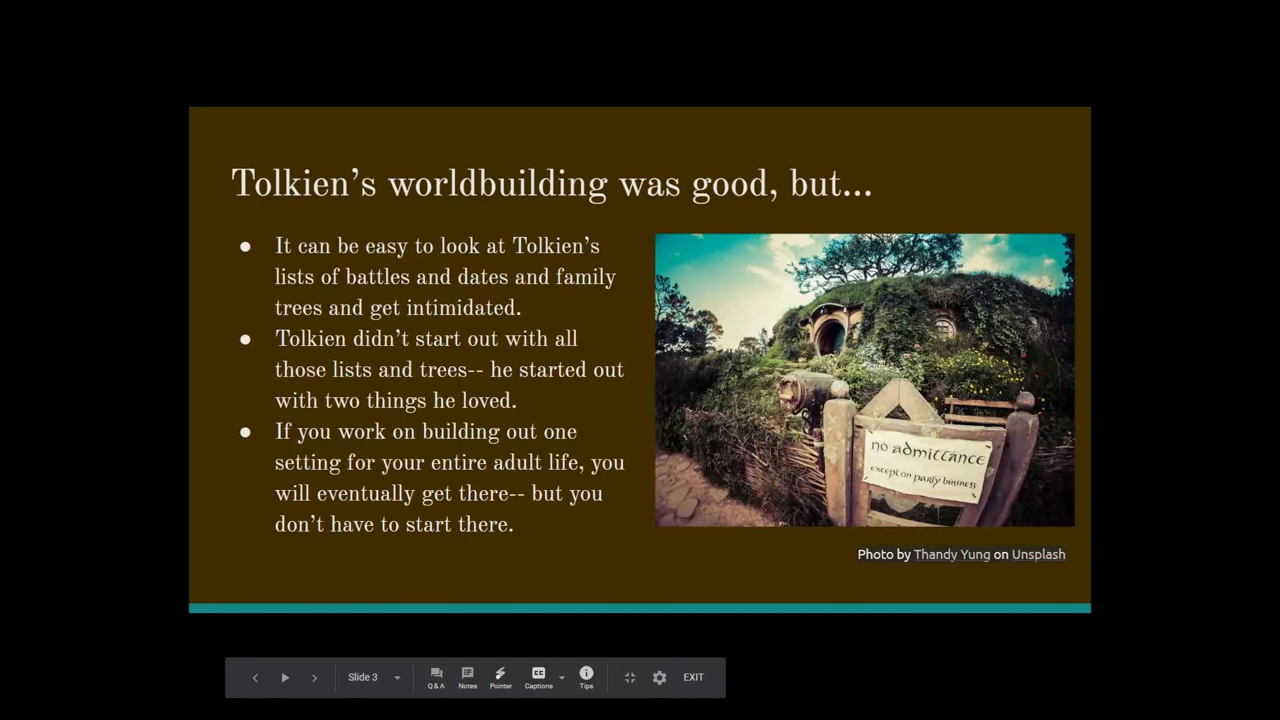 Tolkien's worldbuilding was good, but...
● It can be easy to look at Tolkien's
lists of battles and dates and family
trees and get intimidated.
● Tolkien didn't start out with all
those lists and trees-- he started out
with two things he loved.
● If you work on building out one
setting for your entire adult life, you
will eventually get there-- but you
don't have to start there.
no admittance
except on party business
Photo by Thandy Yung on Unsplash
Slide 3
Q & A
Notes
Pointer
CC
Captions
Tips
EXIT